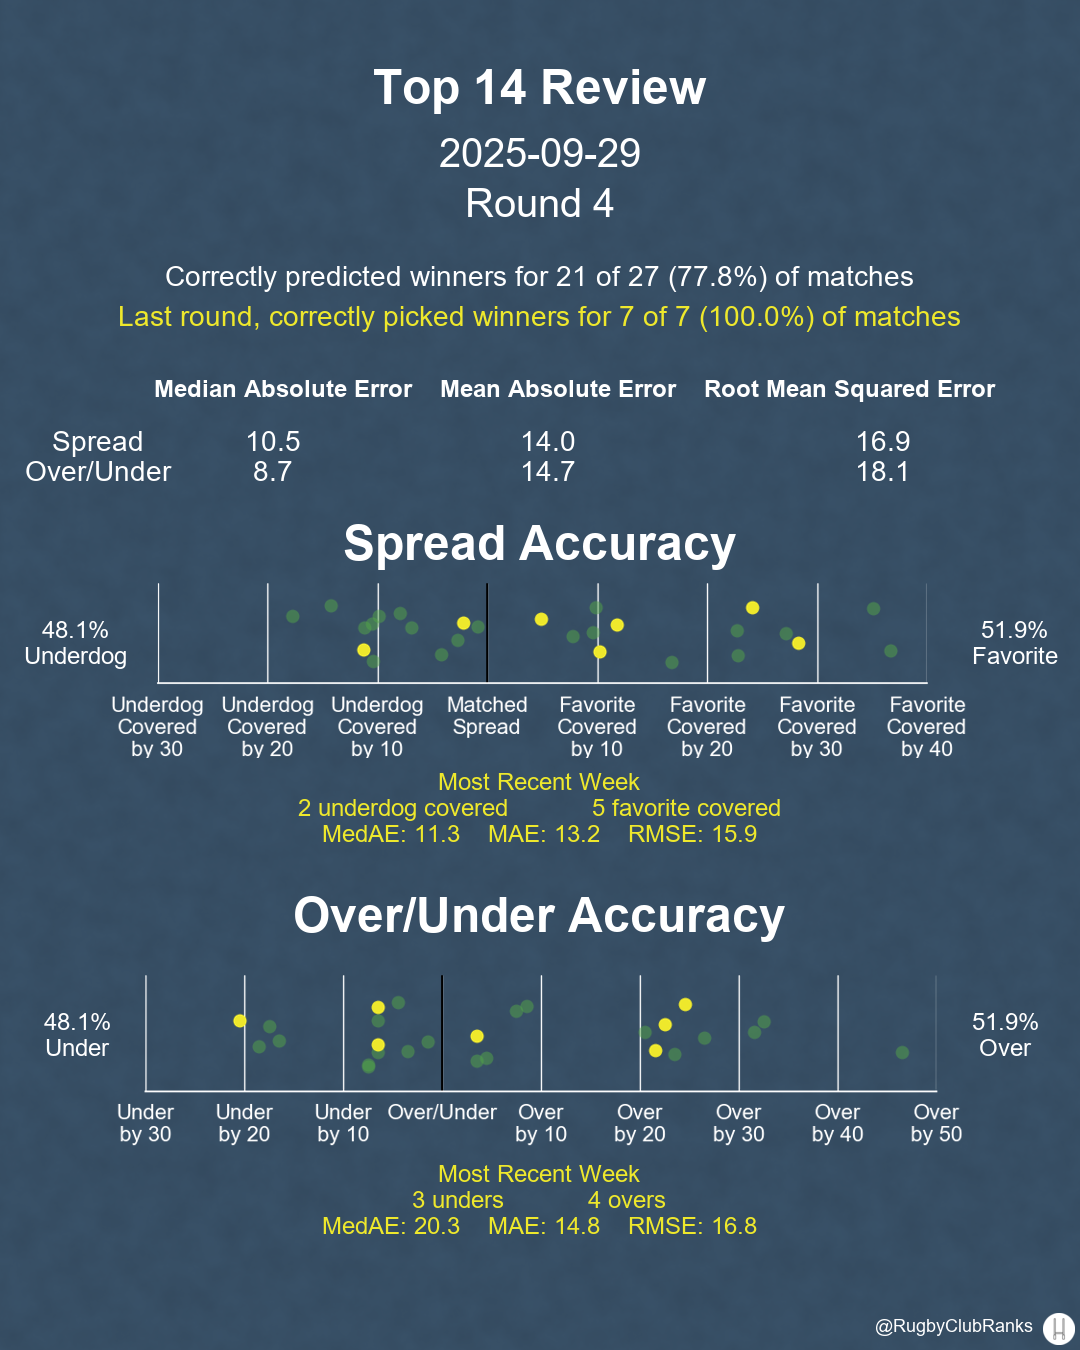 Top 14 Review
2025-09-29
Round 4
Correctly predicted winners for 21 of 27 (77.8%) of matches
Last round, correctly picked winners for 7 of 7 (100.0%) of matches
Median Absolute Error Mean Absolute Error Root Mean Squared Error
Spread 10.5 14.0 16.9
Over/Under 8.7 14.7 18.1
Spread Accuracy
48.1% 51.9%
Underdog Favorite
Underdog Underdog Underdog Matched Favorite Favorite Favorite Favorite
Covered Covered Covered Spread Covered Covered Covered Covered
by 30 by 20 by 10 by 10 by 20 by 30 by 40
Most Recent Week
2 underdog covered 5 favorite covered
MedAE: 11.3 MAE: 13.2 RMSE: 15.9
Over/Under Accuracy
48.1% 51.9%
Under Over
Under Under Under Over/Under Over Over Over Over Over
by 30 by 20 by 10 by 10 by 20 by 30 by 40 by 50
Most Recent Week
3 unders 4 overs
MedAE: 20.3 MAE: 14.8 RMSE: 16.8
@RugbyClubRanks